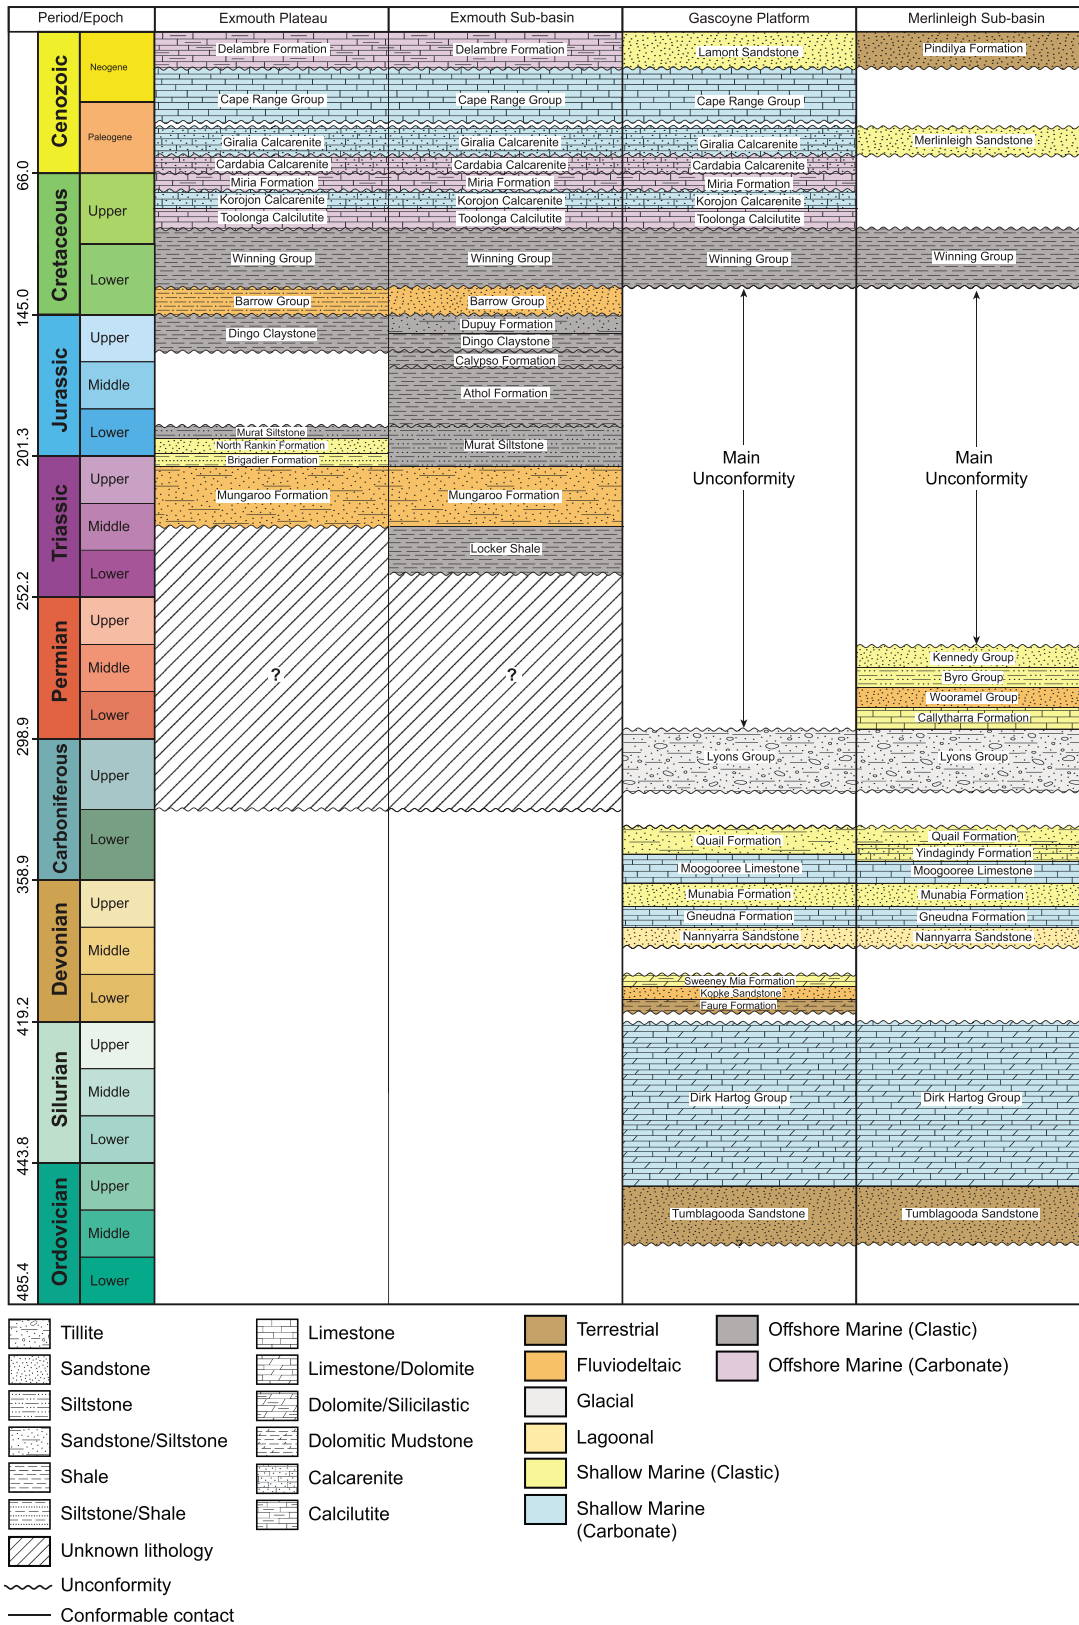 Period/Epoch
Exmouth Plateau
Exmouth Sub-basin
Gascoyne Platform
Merlinleigh Sub-basin
Cenozoic
Neogene
Paleogene
66.0
Cretaceous
Upper
Lower
145.0
Jurassic
Upper
Middle
Lower
201.3
Triassic
Upper
Middle
Lower
252.2
Permian
Upper
Middle
Lower
298.9
Carboniferous
Upper
Lower
358.9
Devonian
Upper
Middle
Lower
419.2
Silurian
Upper
Middle
Lower
443.8
Ordovician
Upper
Middle
Lower
485.4
Delambre Formation
Cape Range Group
Giralia Calcarenite
Cardabia Calcarenite
Miria Formation
Korojon Calcarenite
Toolonga Calcilutite
Winning Group
Barrow Group
Dingo Claystone
Murat Siltstone
North Rankin Formation
Brigadier Formation
Mungaroo Formation
?
Delambre Formation
Cape Range Group
Giralia Calcarenite
Cardabia Calcarenite
Miria Formation
Korojon Calcarenite
Toolonga Calcilutite
Winning Group
Barrow Group
Dupuy Formation
Dingo Claystone
Calypso Formation
Athol Formation
Murat Siltstone
Mungaroo Formation
Locker Shale
?
Lamont Sandstone
Cape Range Group
Giralia Calcarenite
Cardabia Calcarenite
Miria Formation
Korojon Calcarenite
Toolonga Calcilutite
Winning Group
Main
Unconformity
Lyons Group
Quail Formation
Moogooree Limestone
Munabia Formation
Gneudna Formation
Nannyarra Sandstone
Sweeney Mia Formation
Kopke Sandstone
Faure Formation
Dirk Hartog Group
Tumblagooda Sandstone
?
Pindilya Formation
Merlinleigh Sandstone
Winning Group
Main
Unconformity
Kennedy Group
Byro Group
Wooramel Group
Callytharra Formation
Lyons Group
Quail Formation
Yindagindy Formation
Moogooree Limestone
Munabia Formation
Gneudna Formation
Nannyarra Sandstone
Dirk Hartog Group
Tumblagooda Sandstone
Tillite
Sandstone
Siltstone
Sandstone/Siltstone
Shale
Siltstone/Shale
Unknown lithology
Unconformity
Conformable contact
Limestone
Limestone/Dolomite
Dolomite/Silicilastic
Dolomitic Mudstone
Calcarenite
Calcilutite
Terrestrial
Fluviodeltaic
Glacial
Lagoonal
Shallow Marine (Clastic)
Shallow Marine
(Carbonate)
Offshore Marine (Clastic)
Offshore Marine (Carbonate)